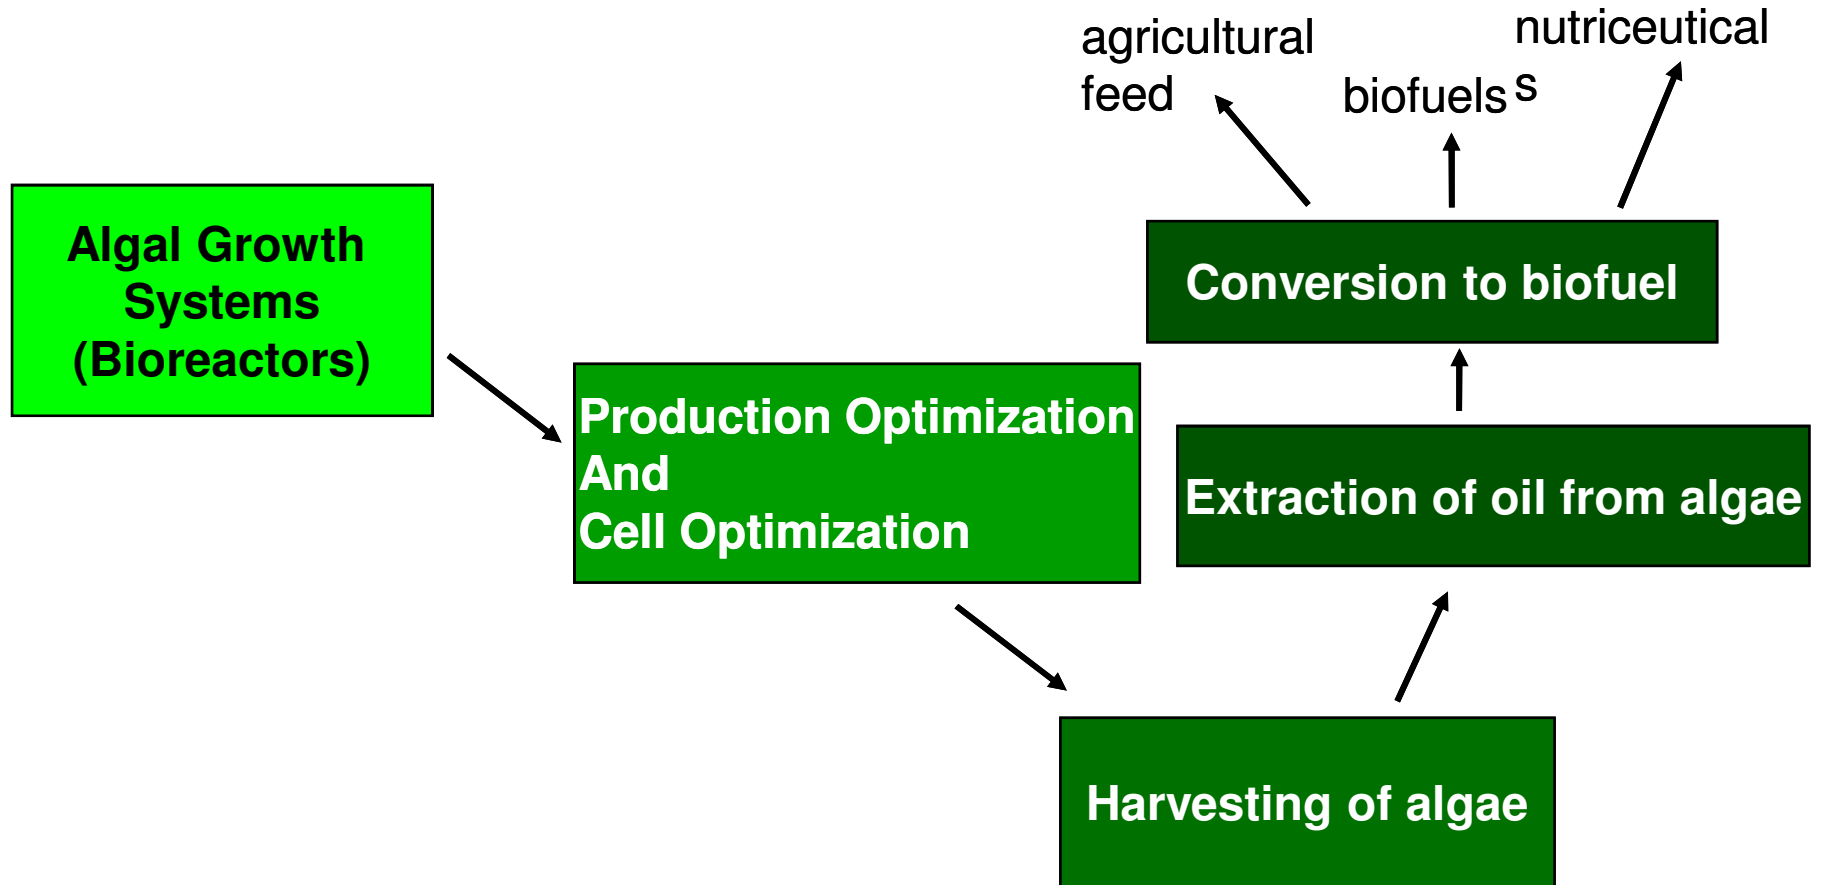 agricultural
feed
biofuels
nutriceutical
s
Algal Growth
Systems
(Bioreactors)
Conversion to biofuel
Production Optimization
And
Cell Optimization
Extraction of oil from algae
Harvesting of algae